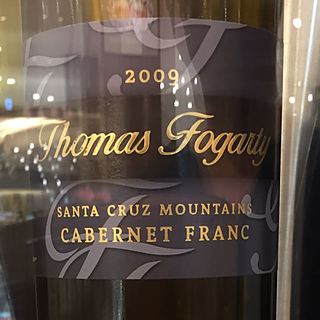 2009
Thomas Fogarty
SANTA CRUZ MOUNTAINS
CABERNET FRANC